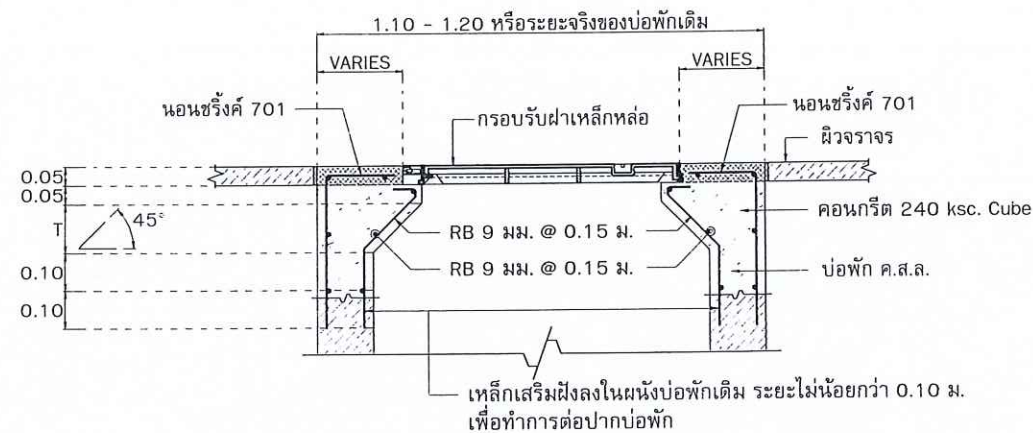 1.10 - 1.20 หรือระยะจริงของบ่อพักเดิม
VARIES
VARIES
นอนชริ้งค์ 701
กรอบรับฝาเหล็กหล่อ
นอนชริ้งค์ 701
ผิวจราจร
0.05
0.05
T
45°
0.10
0.10
RB 9 มม. @ 0.15 ม.
RB 9 มม. @ 0.15 ม.
คอนกรีต 240 ksc. Cube
บ่อพัก ค.ส.ล.
เหล็กเสริมฝังลงในผนังบ่อพักเดิม ระยะไม่น้อยกว่า 0.10 ม.
เพื่อทำการต่อปากบ่อพัก